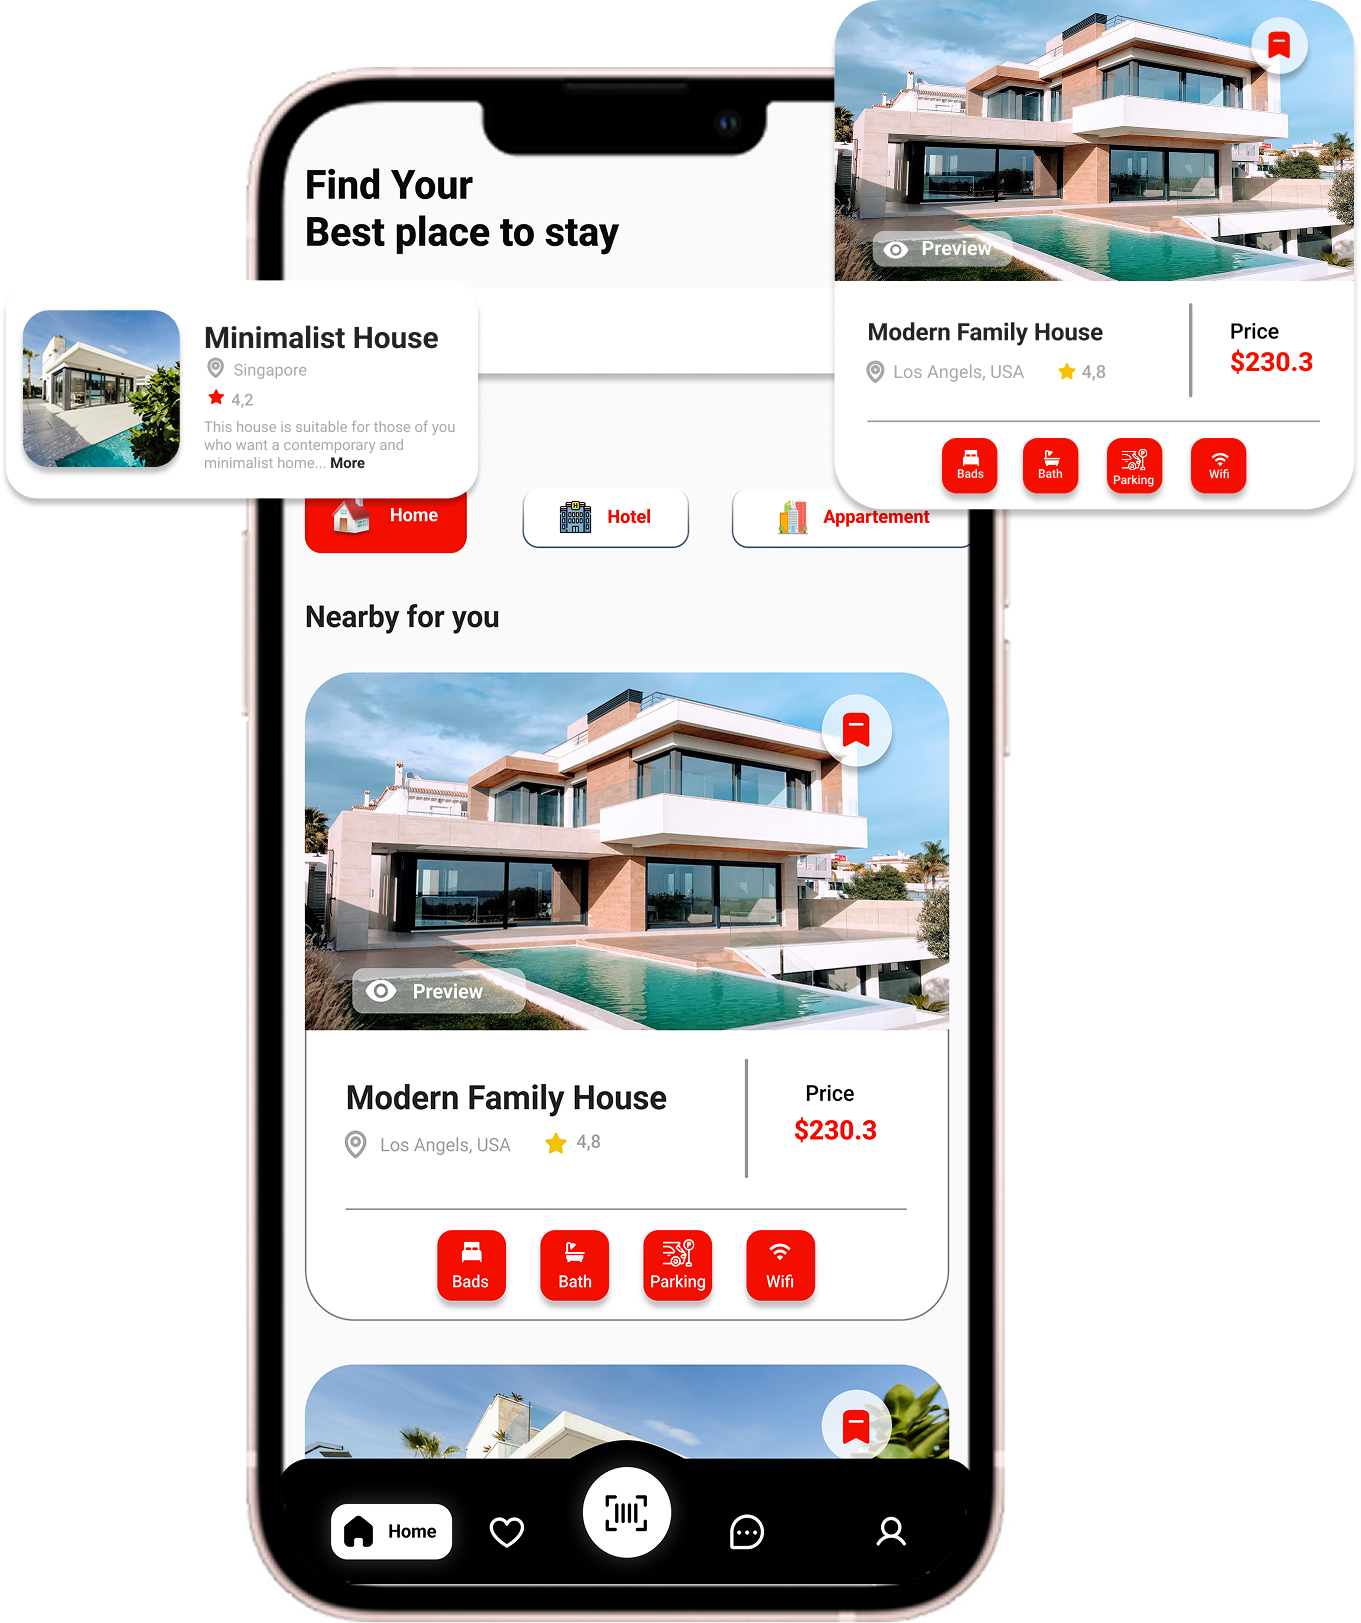 Find Your
Best place to stay
Preview
Modern Family House
Los Angels, USA
4,8
Price
$230.3
Bads
Bath
Parking
Wifi
Minimalist House
Singapore
4,2
This house is suitable for those of you
who want a contemporary and
minimalist home... More
Home
Hotel
Appartement
Nearby for you
Preview
Modern Family House
Los Angels, USA
4,8
Price
$230.3
Bads
Bath
Parking
Wifi
Home